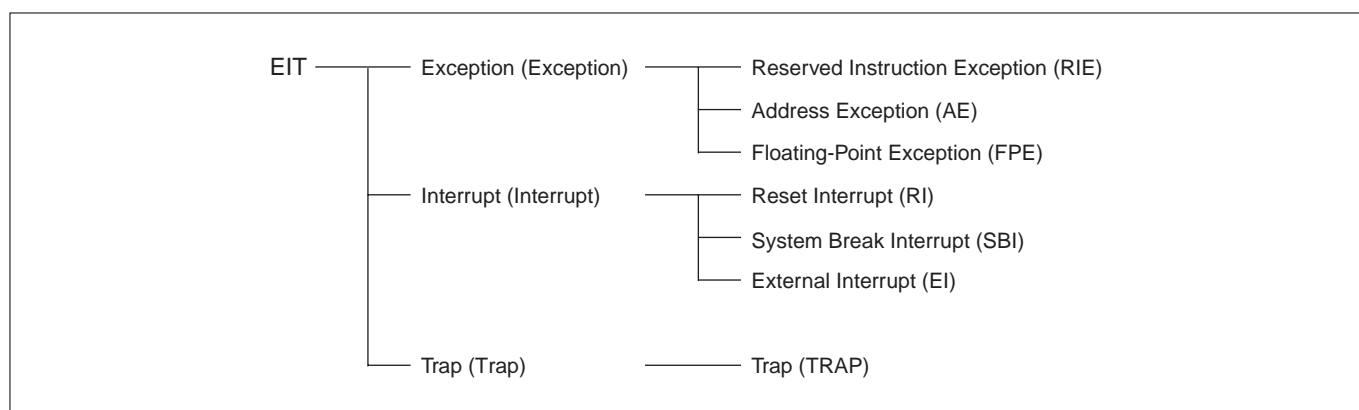 EIT Exception (Exception) Reserved Instruction Exception (RIE)
Address Exception (AE)
Floating-Point Exception (FPE)
Interrupt (Interrupt) Reset Interrupt (RI)
System Break Interrupt (SBI)
External Interrupt (EI)
Trap (Trap) Trap (TRAP)